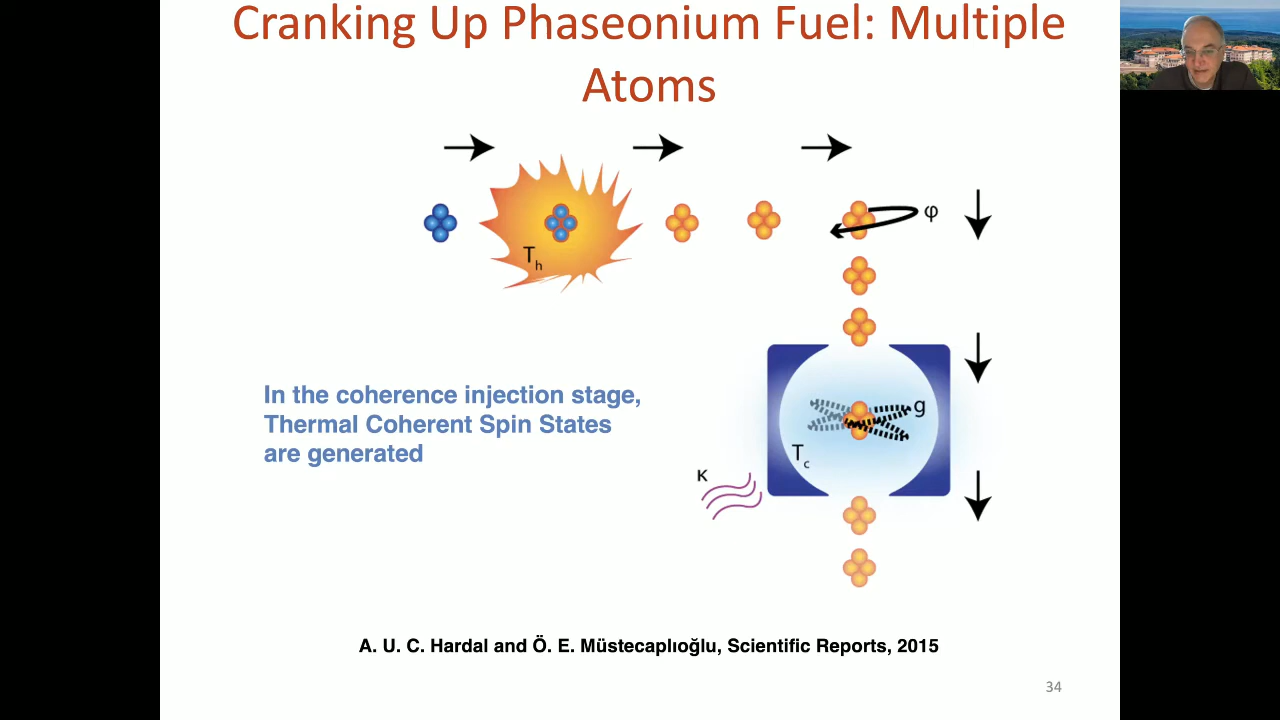 Cranking Up Phaseonium Fuel: Multiple
Atoms
φ
T
h
In the coherence injection stage,
Thermal Coherent Spin States
are generated
g
T
c
κ
A. U. C. Hardal and Ö. E. Müstecaplıoğlu, Scientific Reports, 2015
34